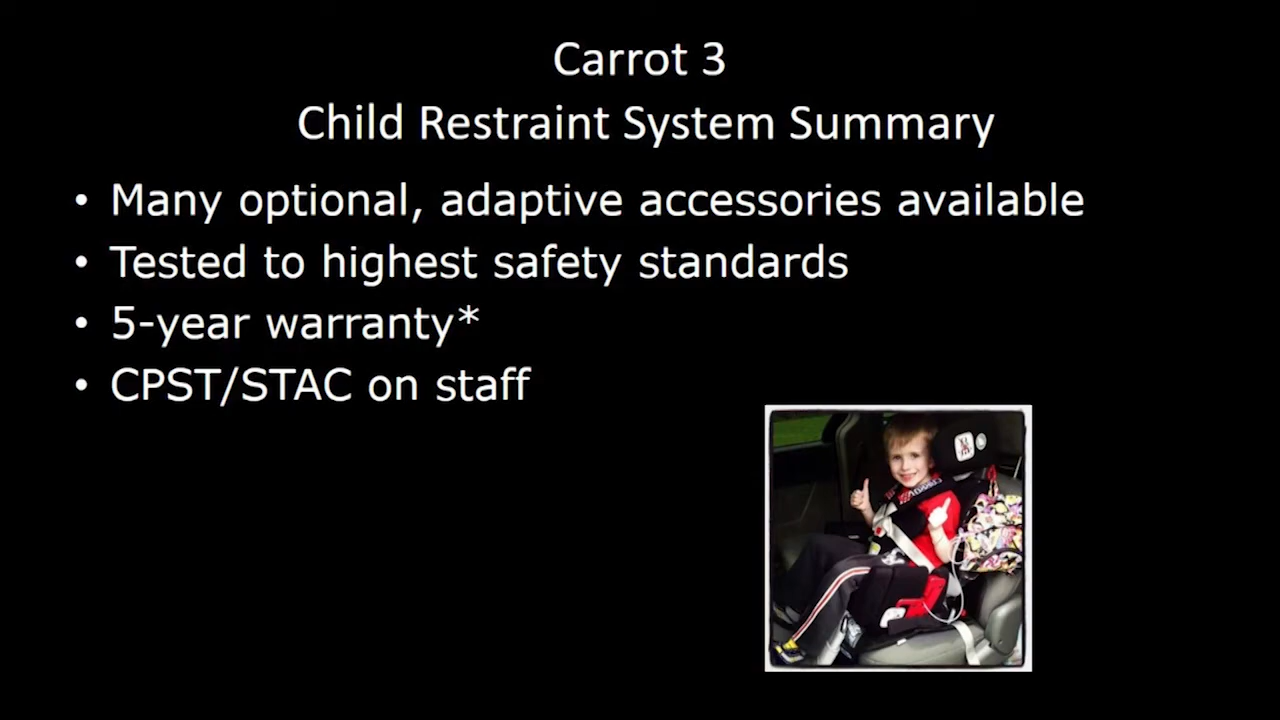 Carrot 3
Child Restraint System Summary
• Many optional, adaptive accessories available
• Tested to highest safety standards
• 5-year warranty*
• CPST/STAC on staff